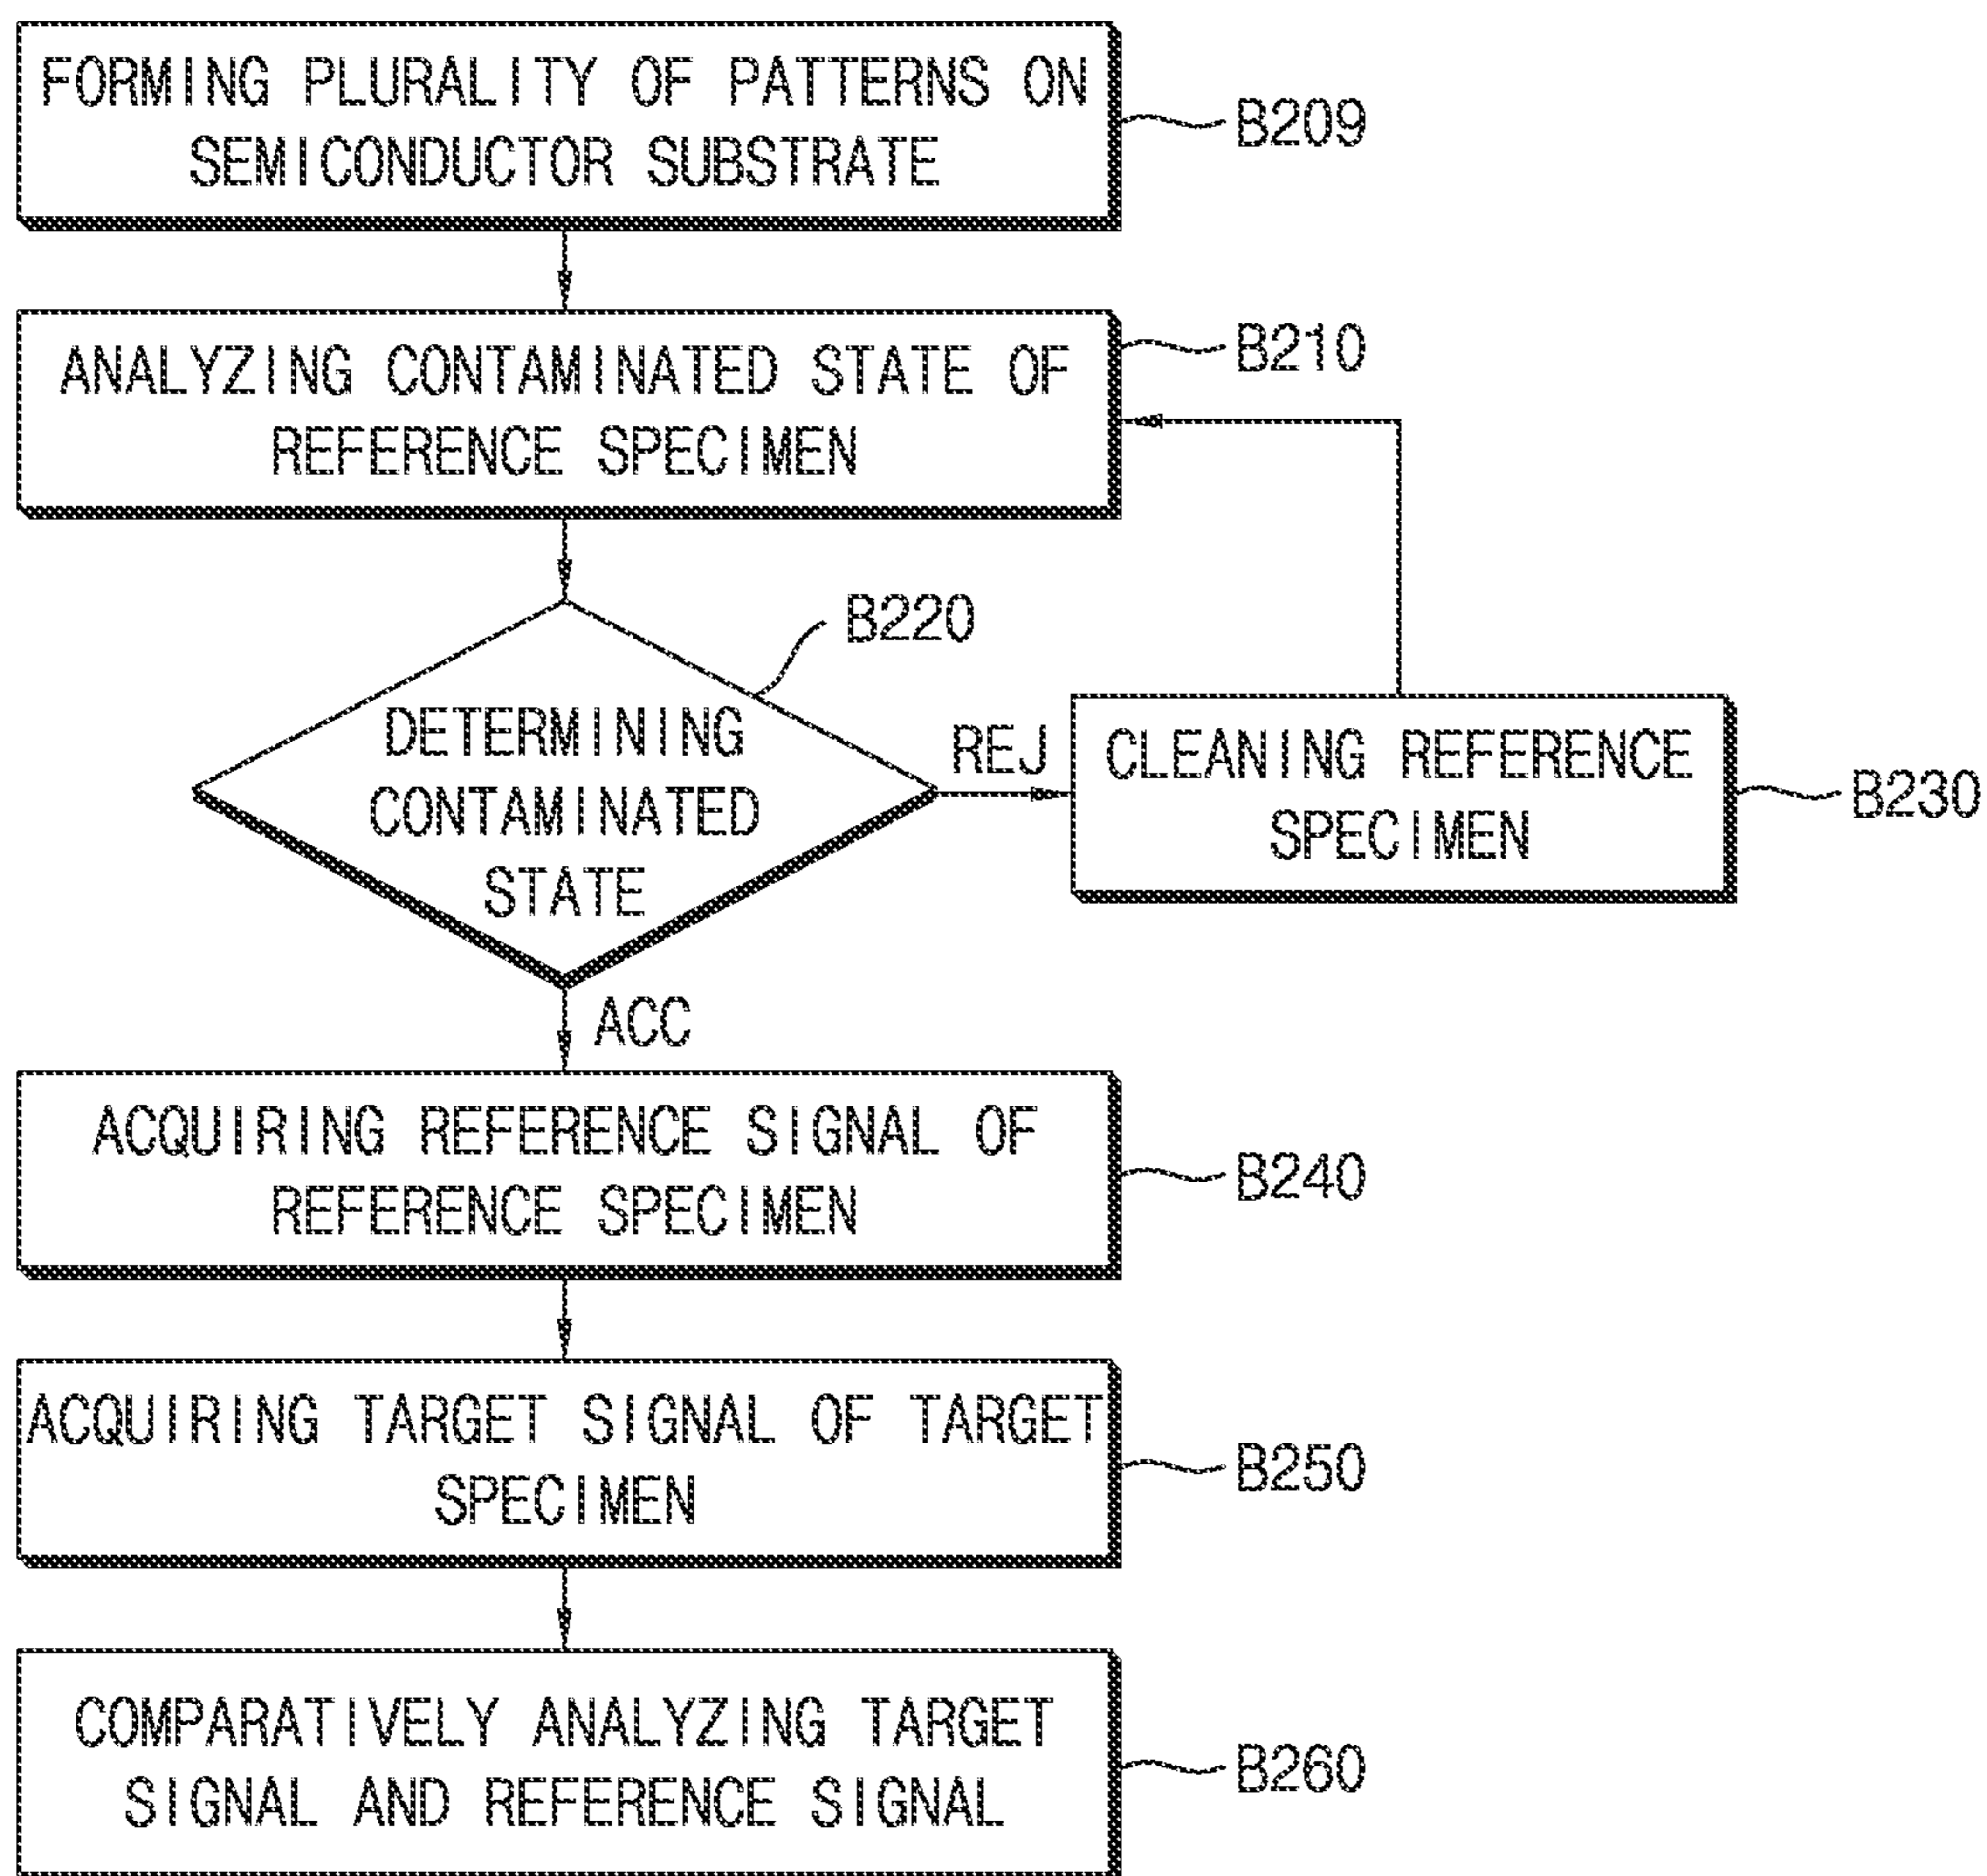 FORMING PLURALITY OF PATTERNS ON
SEMICONDUCTOR SUBSTRATE
B209
ANALYZING CONTAMINATED STATE OF
REFERENCE SPECIMEN
B210
B220
DETERMINING
CONTAMINATED
STATE
REJ
CLEANING REFERENCE
SPECIMEN
B230
ACC
ACQUIRING REFERENCE SIGNAL OF
REFERENCE SPECIMEN
B240
ACQUIRING TARGET SIGNAL OF TARGET
SPECIMEN
B250
COMPARATIVELY ANALYZING TARGET
SIGNAL AND REFERENCE SIGNAL
B260